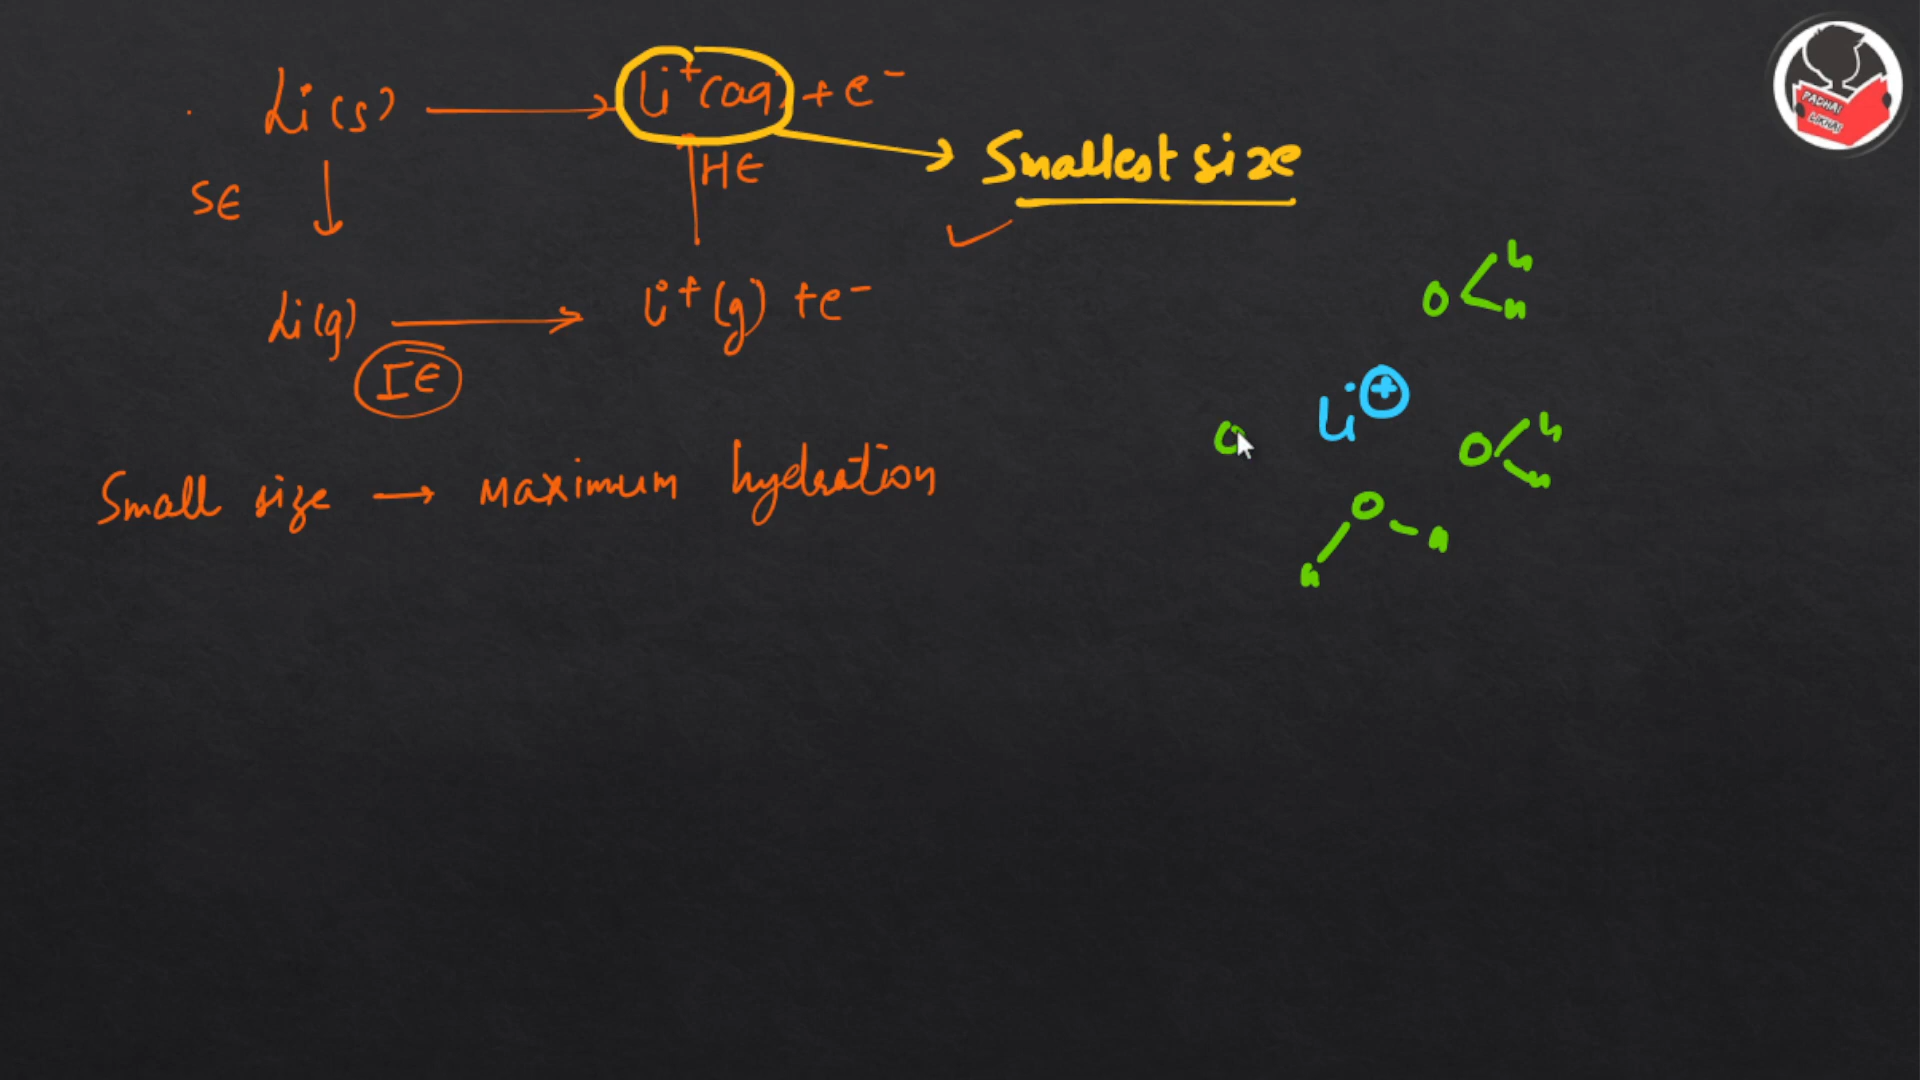 Li(s) → Li⁺(aq) + e⁻
HE
Smallest size
SE
Li(g) → Li⁺(g) + e⁻
IE
Small size → maximum hydration
O H
H
Li⁺
O
O H
H
O H
H
PADHAI
LIKHAI